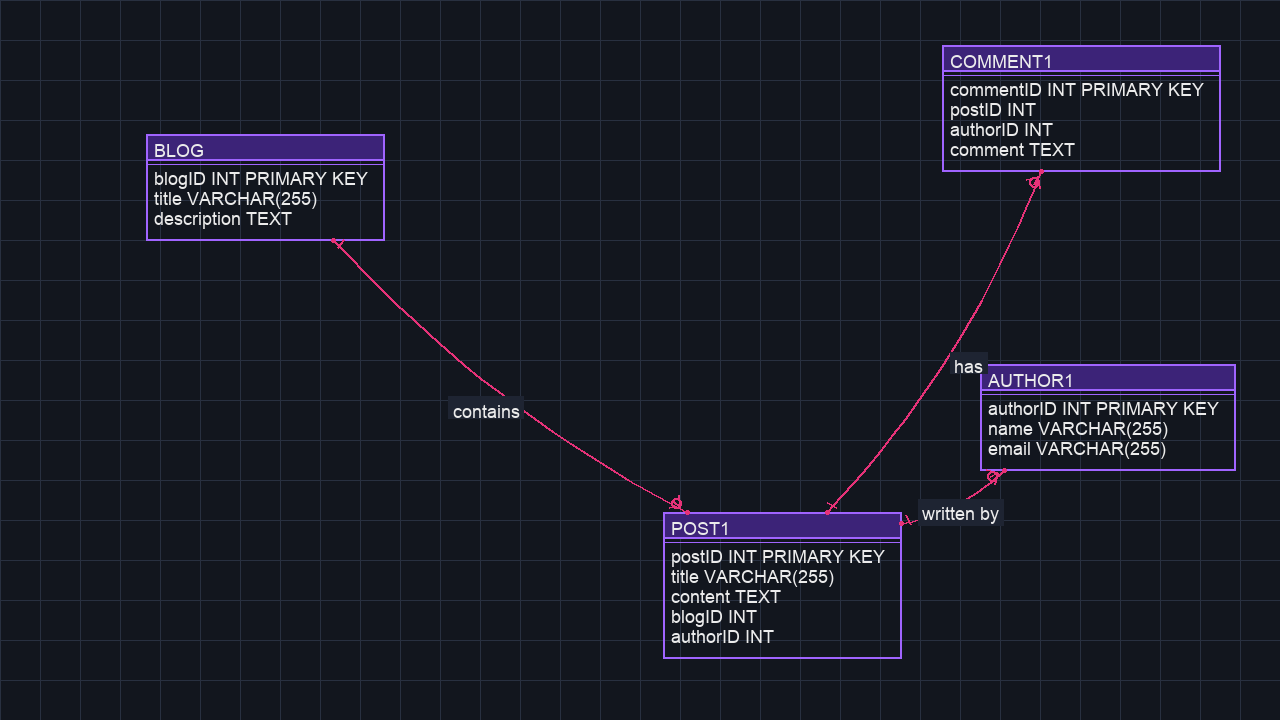 COMMENT1
commentID INT PRIMARY KEY
postID INT
authorID INT
comment TEXT
BLOG
blogID INT PRIMARY KEY
title VARCHAR(255)
description TEXT
has
AUTHOR1
authorID INT PRIMARY KEY
name VARCHAR(255)
email VARCHAR(255)
contains
written by
POST1
postID INT PRIMARY KEY
title VARCHAR(255)
content TEXT
blogID INT
authorID INT